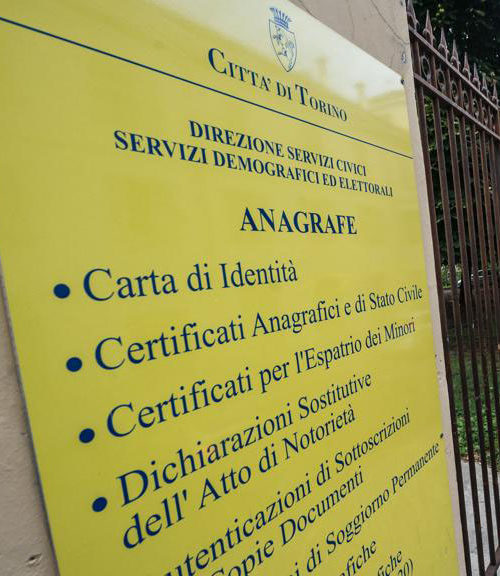 CITTA' DI TORINO
DIREZIONE SERVIZI CIVICI
SERVIZI DEMOGRAFICI ED ELETTORALI
ANAGRAFE
• Carta di Identità
• Certificati Anagrafici e di Stato Civile
• Certificati per l'Espatrio dei Minori
• Dichiarazioni Sostitutive
dell' Atto di Notorietà
utenticazioni di Sottoscrizioni
opie Documenti
di Soggiorno Permanente